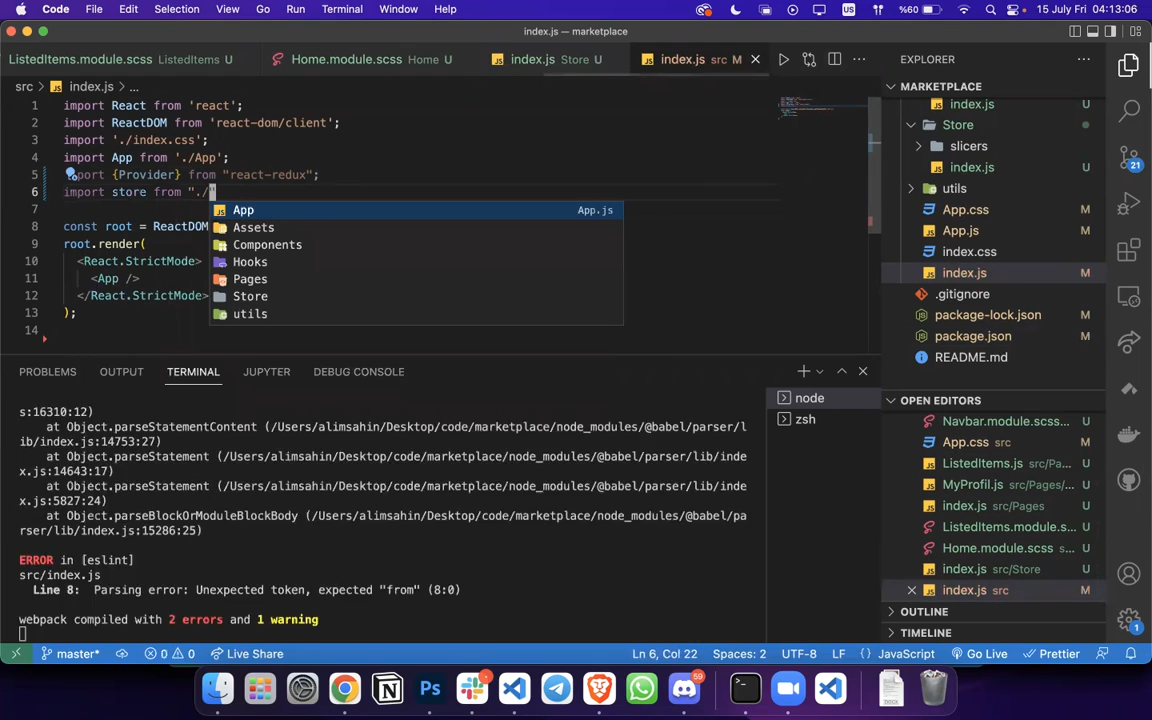 Code File Edit Selection View Go Run Terminal Window Help US %60 15 July Fri 04:13:06
index.js — marketplace
ListedItems.module.scss ListedItems U Home.module.scss Home U index.js Store U index.js src M
src > index.js > ...
1 import React from 'react';
2 import ReactDOM from 'react-dom/client';
3 import './index.css';
4 import App from './App';
5 port {Provider} from "react-redux";
6 import store from "./"
App App.js
7
Assets
8 const root = ReactDOM
Components
9 root.render(
Hooks
10 <React.StrictMode>
Pages
11 <App />
Store
12 </React.StrictMode>
utils
13 );
14
PROBLEMS OUTPUT TERMINAL JUPYTER DEBUG CONSOLE
s:16310:12)
at Object.parseStatementContent (/Users/alimsahin/Desktop/code/marketplace/node_modules/@babel/parser/l
ib/index.js:14753:27)
at Object.parseStatement (/Users/alimsahin/Desktop/code/marketplace/node_modules/@babel/parser/lib/inde
x.js:14643:17)
at Object.parseStatement (/Users/alimsahin/Desktop/code/marketplace/node_modules/@babel/parser/lib/inde
x.js:5827:24)
at Object.parseBlockOrModuleBlockBody (/Users/alimsahin/Desktop/code/marketplace/node_modules/@babel/pa
rser/lib/index.js:15286:25)
ERROR in [eslint]
src/index.js
Line 8: Parsing error: Unexpected token, expected "from" (8:0)
webpack compiled with 2 errors and 1 warning
node
zsh
EXPLORER
MARKETPLACE
index.js U
Store
slicers
index.js U
utils
App.css M
App.js M
index.css
index.js M
.gitignore
package-lock.json M
package.json M
README.md
OPEN EDITORS
Navbar.module.scss... U
App.css src M
ListedItems.js src/Pa... U
MyProfil.js src/Pages/... U
index.js src/Pages U
ListedItems.module.s... U
Home.module.scss s... U
index.js src/Store U
index.js src M
OUTLINE
TIMELINE
21
1
master* 0 0 Live Share Ln 6, Col 22 Spaces: 2 UTF-8 LF JavaScript Go Live Prettier
Ps
59